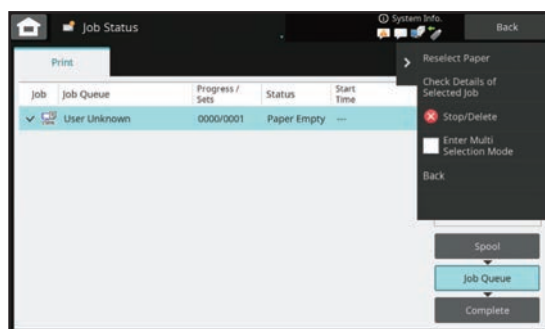 Job Status
System Info.
Back
Print
Reselect Paper
Check Details of
Selected Job
Stop/Delete
Enter Multi
Selection Mode
Back
Job
Job Queue
Progress /
Sets
Status
Start
Time
User Unknown
0000/0001
Paper Empty
---
Spool
Job Queue
Complete